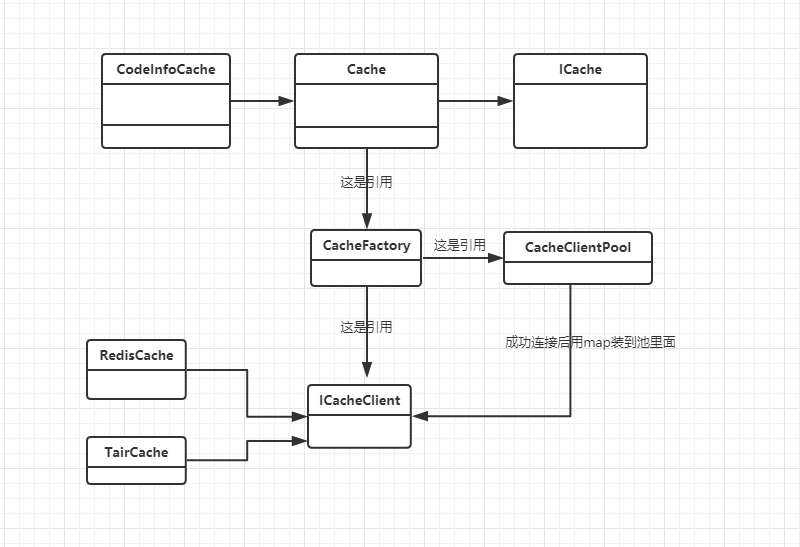 CodeInfoCache
Cache
ICache
这是引用
CacheFactory
这是引用
CacheClientPool
这是引用
成功连接后用map装到池里面
RedisCache
ICacheClient
TairCache